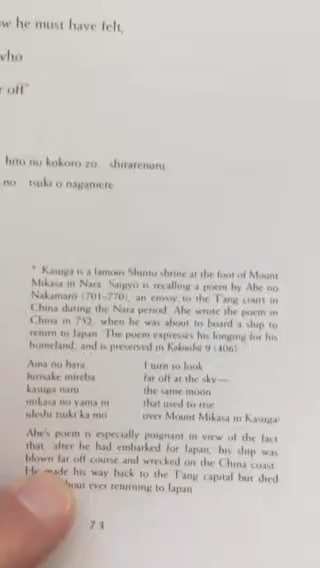 he must have felt,
who
off*
hito no kokoro zo shirarenuru
no tsuki o nagamete
* Kasuga is a famous Shinto shrine at the foot of Mount
Mikasa in Nara. Saigyō is recalling a poem by Abe no
Nakamaro (701–770), an envoy to the T'ang court in
China during the Nara period. Abe wrote the poem in
China in 752, when he was about to board a ship to
return to Japan. The poem expresses his longing for his
homeland, and is preserved in Kokinshū 9 (406):
Ama no hara I turn to look
furisake mireba far off at the sky—
kasuga naru the same moon
mikasa no yama ni that used to rise
ideshi tsuki ka mo over Mount Mikasa in Kasuga!
Abe's poem is especially poignant in view of the fact
that, after he had embarked for Japan, his ship was
blown far off course and wrecked on the China coast.
He made his way back to the T'ang capital but died
ever returning to Japan.
73